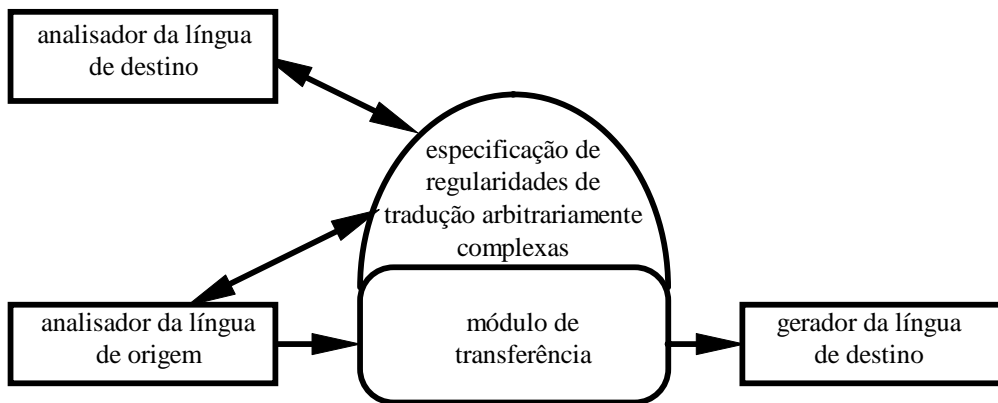 analisador da língua
de destino
especificação de
regularidades de
tradução arbitrariamente
complexas
analisador da língua
de origem
módulo de
transferência
gerador da língua
de destino